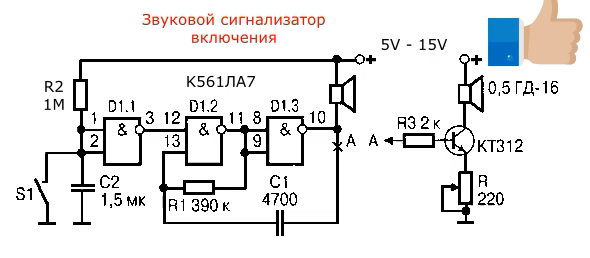 Звуковой сигнализатор
включения
+ + 5V - 15V
R2
1М
К561ЛА7
0,5 ГД-16
D1.1 D1.2 D1.3
1 & 3 12 & 11 8 & 10
2 13 9
А А R3 2 к КТ312
S1 C2
1,5 мк
R1 390 к
C1
4700
R
220